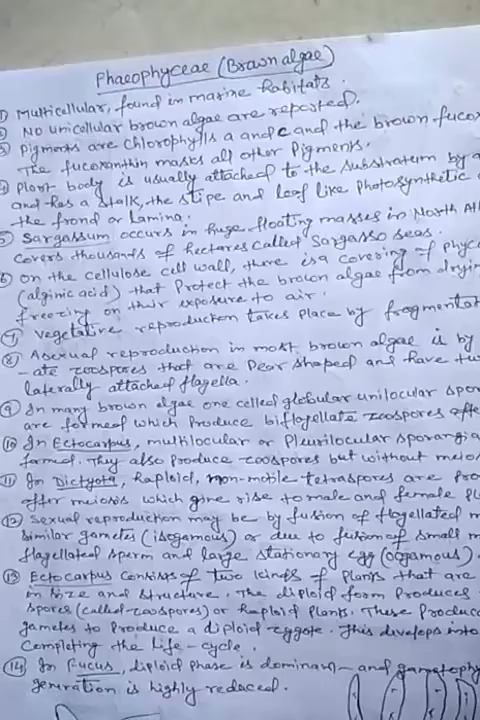 Phaeophyceae (Brown algae)
① Multicellular, found in marine habitats.
② No unicellular brown algae are reported.
③ Pigments are chlorophylls a and c and the brown fucox
The fucoxanthin masks all other pigments.
④ Plant body is usually attached to the substratum by a
and has a stalk, the stipe and leaf like photosynthetic
the frond or lamina.
⑤ Sargassum occurs in huge floating masses in North Atl
covers thousands of hectares called Sargasso seas.
⑥ On the cellulose cell wall, there is a covering of phyco
(alginic acid) that protect the brown algae from dryin
freezing on their exposure to air.
⑦ Vegetative reproduction takes place by fragmentat
⑧ Asexual reproduction in most brown algae is by
-ate zoospores that are pear shaped and have tw
laterally attached flagella.
⑨ In many brown algae one celled globular unilocular spor
are formed which produce biflagellate zoospores afte
⑩ In Ectocarpus, multilocular or plurilocular sporangia
formed. They also produce zoospores but without meio
⑪ In Dictyota, haploid, non-motile tetraspores are pro
after meiosis which give rise to male and female pl
⑫ Sexual reproduction may be by fusion of flagellated m
similar gametes (isogamous) or due to fusion of small m
flagellated sperm and large stationary egg (oogamous).
⑬ Ectocarpus consists of two kinds of plants that are
in size and structure. The diploid form produces
spores (called-zoospores) or haploid plants. These produce
gametes to produce a diploid zygote. This develops into
completing the life-cycle.
⑭ In Fucus, diploid phase is dominant and gametophy
generation is highly reduced.